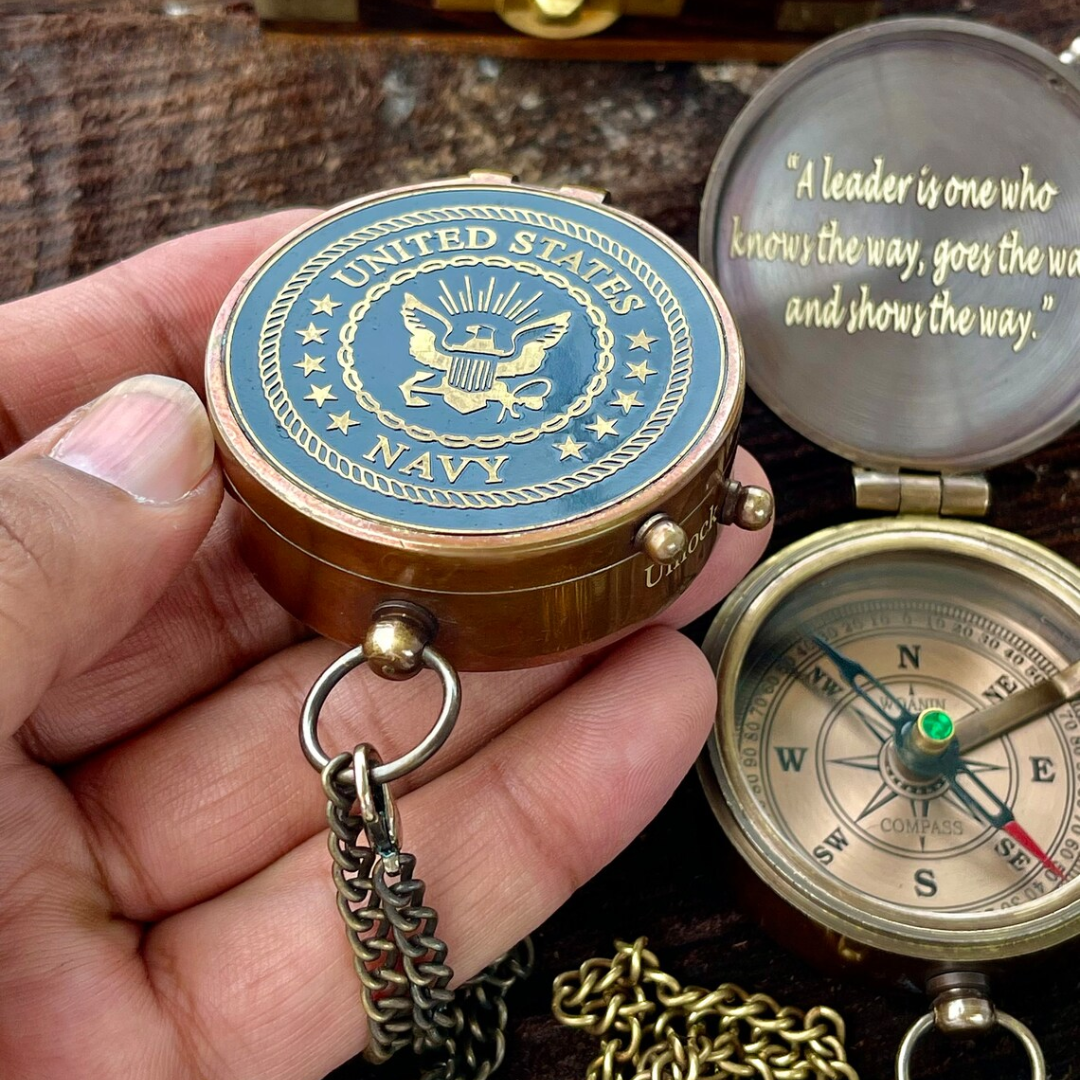 UNITED STATES
NAVY
Unlock
“A leader is one who
knows the way, goes the wa
and shows the way.”
N
NW
NE
W
E
COMPASS
SW
SE
S